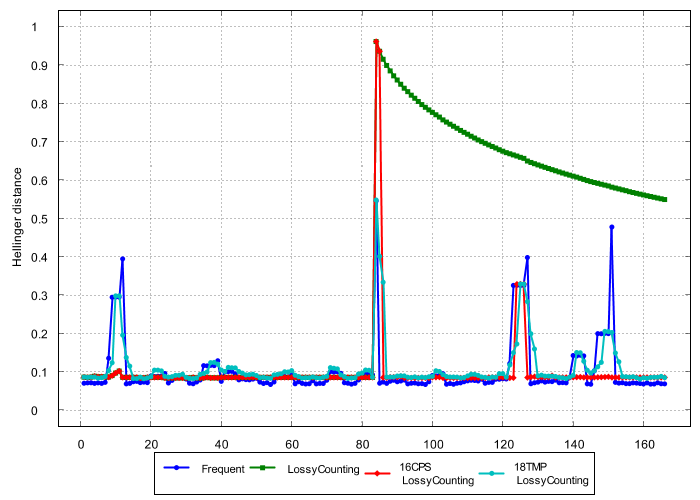 1
0.9
0.8
0.7
0.6
0.5
0.4
0.3
0.2
0.1
0
Hellinger distance
0 20 40 60 80 100 120 140 160
Frequent LossyCounting 16CPS 18TMP
LossyCounting LossyCounting